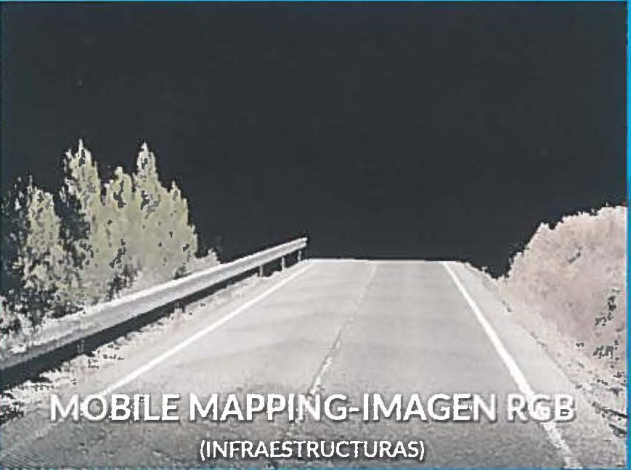 MOBILE MAPPING-IMAGEN RGB
(INFRAESTRUCTURAS)